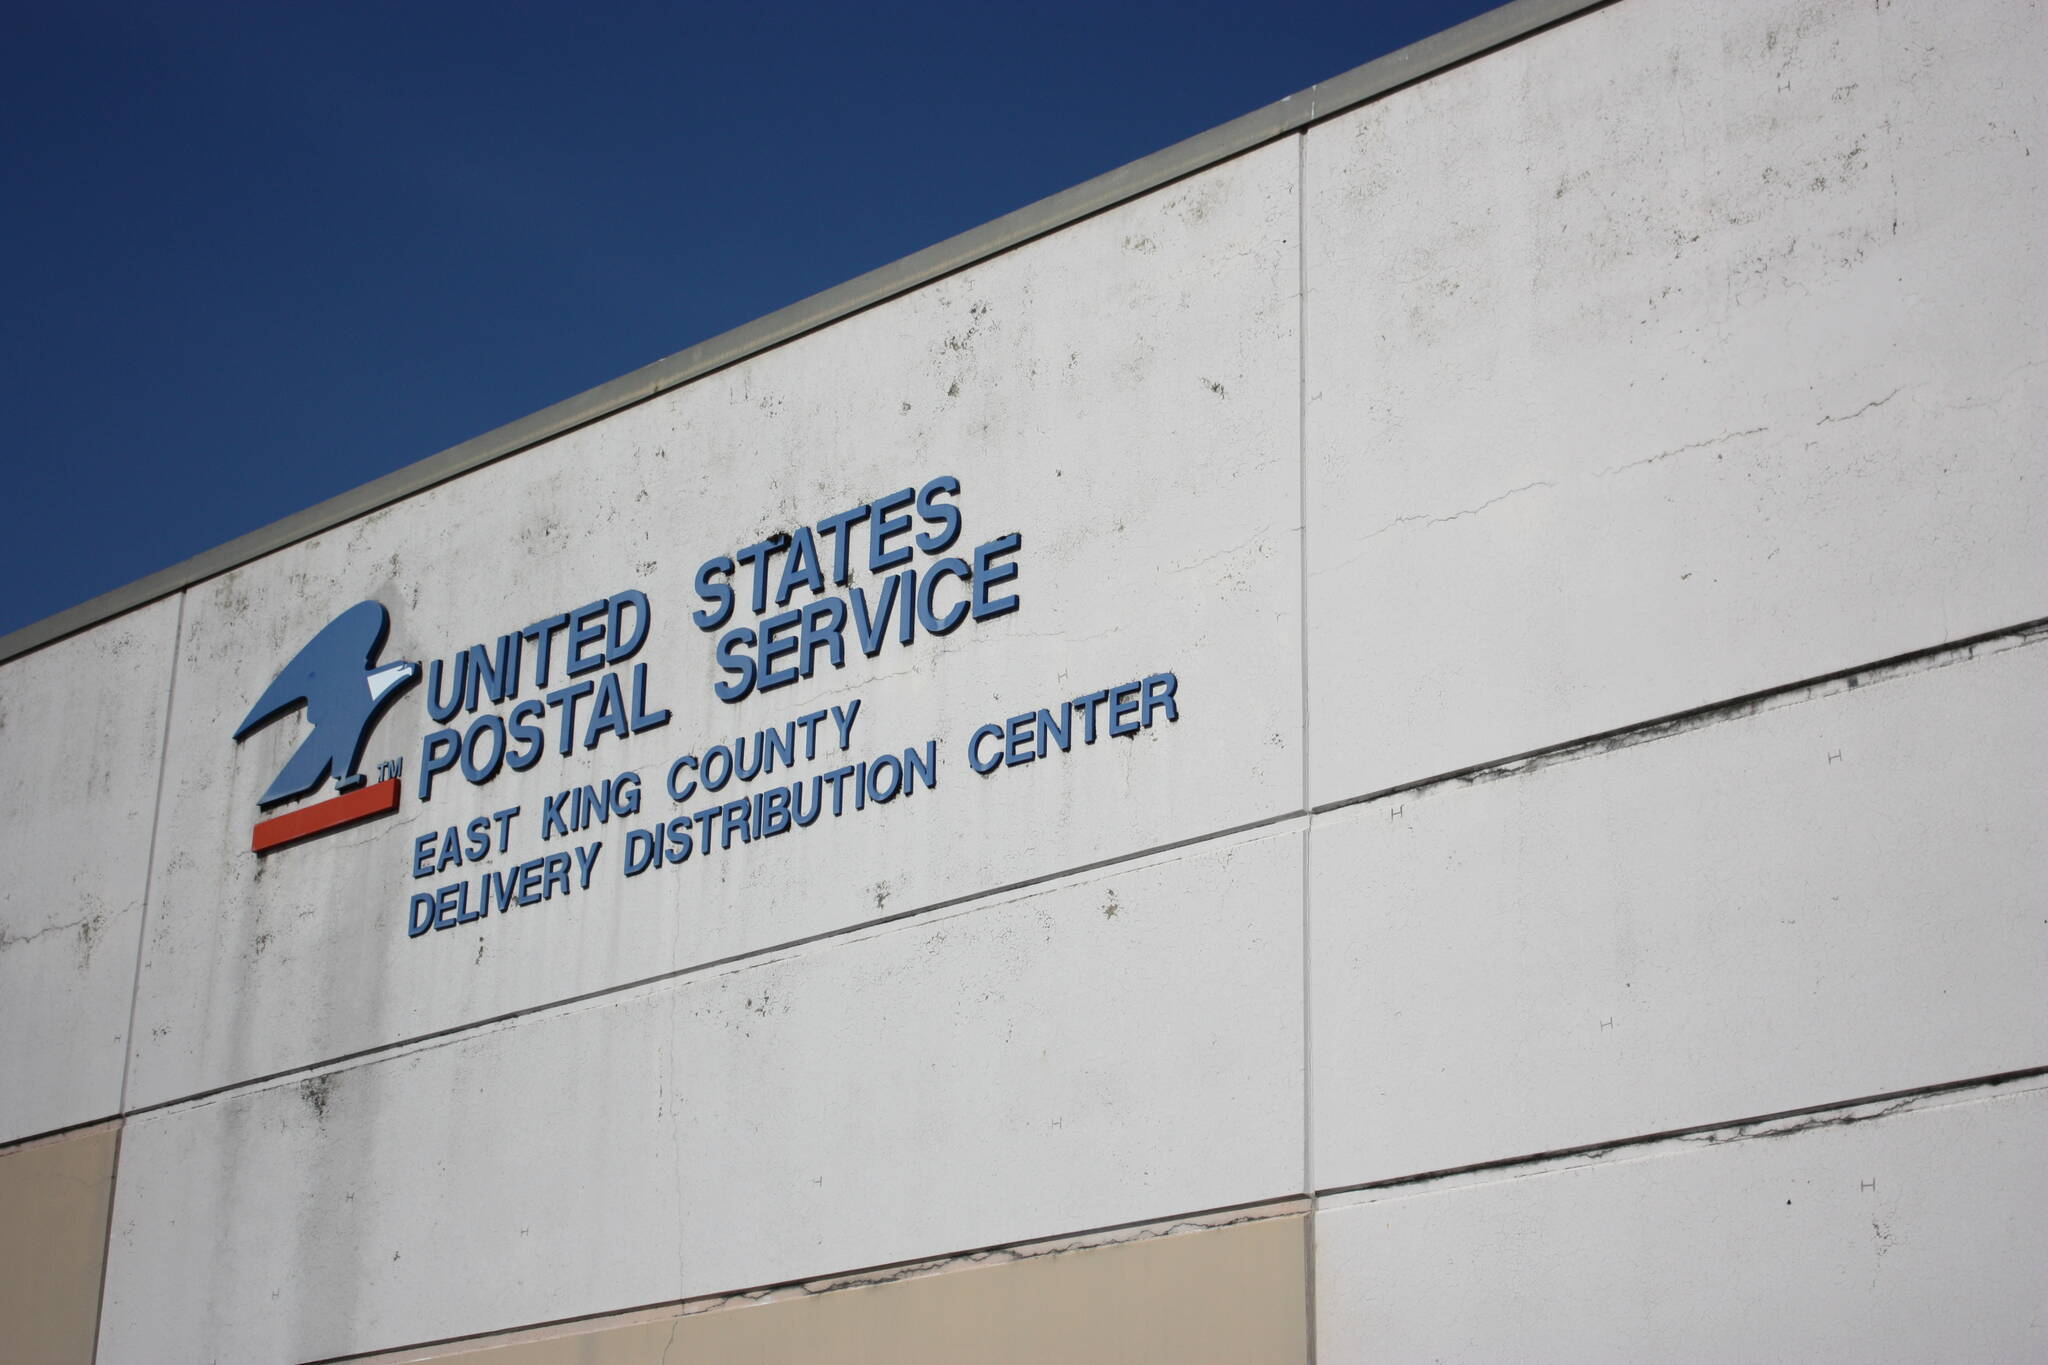 UNITED STATES
POSTAL SERVICE
TM
EAST KING COUNTY
DELIVERY DISTRIBUTION CENTER